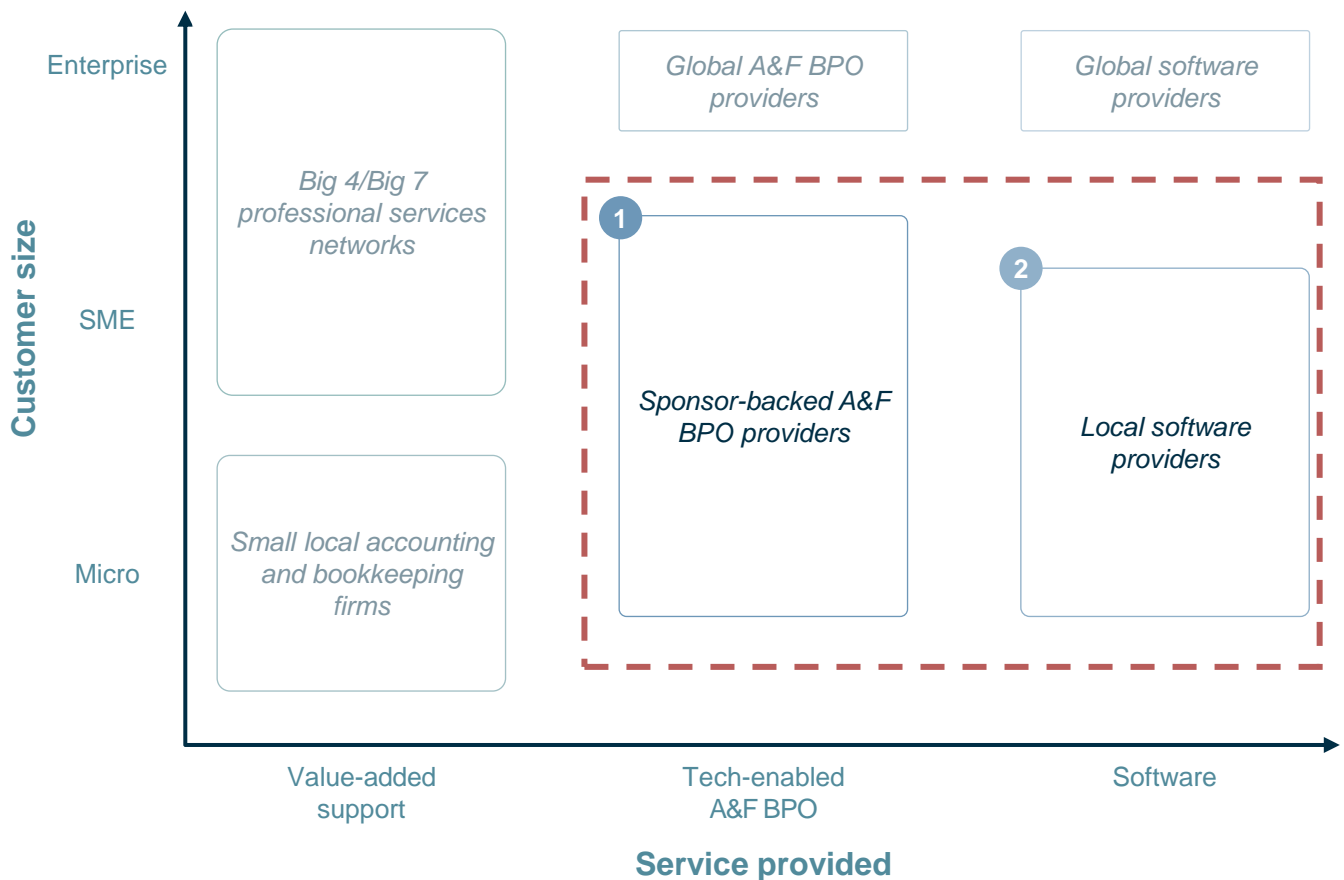 Enterprise
Global A&F BPO
providers
Global software
providers
Big 4/Big 7
professional services
networks
1
2
Customer size
SME
Sponsor-backed A&F
BPO providers
Local software
providers
Small local accounting
and bookkeeping
firms
Micro
Value-added
support
Tech-enabled
A&F BPO
Software
Service provided